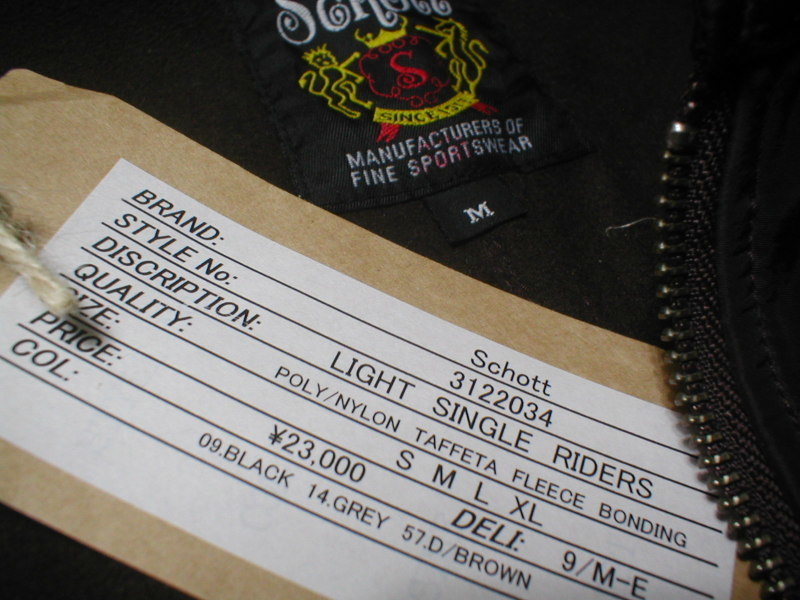 Schott
S
SINCE 1913
MANUFACTURERS OF
FINE SPORTSWEAR
M
BRAND: Schott
STYLE No: 3122034
DISCRIPTION: LIGHT SINGLE RIDERS
QUALITY: POLY/NYLON TAFFETA FLEECE BONDING
SIZE: S M L XL
PRICE: ¥23,000 DELI: 9/M-E
COL: 09.BLACK 14.GREY 57.D/BROWN